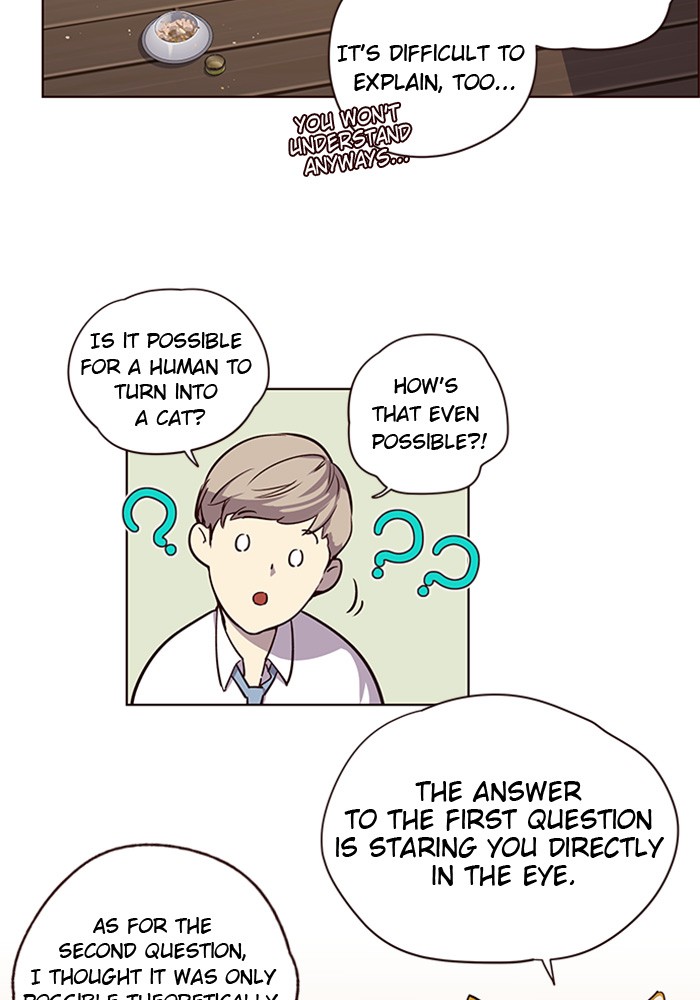 IT'S DIFFICULT TO
EXPLAIN, TOO...
YOU WON'T
UNDERSTAND
ANYWAYS...
IS IT POSSIBLE
FOR A HUMAN TO
TURN INTO
A CAT?
HOW'S
THAT EVEN
POSSIBLE?!
?
?
?
THE ANSWER
TO THE FIRST QUESTION
IS STARING YOU DIRECTLY
IN THE EYE.
AS FOR THE
SECOND QUESTION,
I THOUGHT IT WAS ONLY
POSSIBLE THEORETICALLY